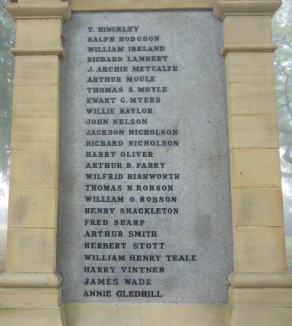 T. HINCKLEY
RALPH HODGSON
WILLIAM IRELAND
RICHARD LAMBERT
J. ARCHIE METCALFE
ARTHUR MOULE
THOMAS S. MOYLE
EWART G. MYERS
WILLIE NAYLOR
JOHN NELSON
JACKSON NICHOLSON
RICHARD NICHOLSON
HARRY OLIVER
ARTHUR B. PARRY
WILFRID RISHWORTH
THOMAS N. ROBSON
WILLIAM O. ROBSON
HENRY SHACKLETON
FRED SHARP
ARTHUR SMITH
HERBERT STOTT
WILLIAM HENRY TEALE
HARRY VINTNER
JAMES WADE
ANNIE GLEDHILL